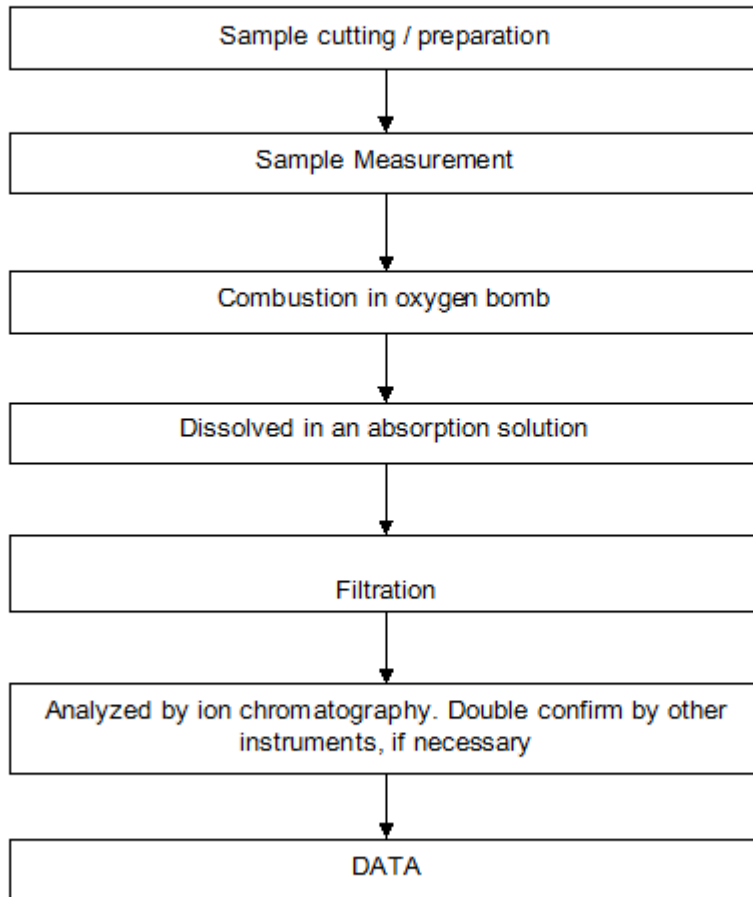 Sample cutting / preparation
Sample Measurement
Combustion in oxygen bomb
Dissolved in an absorption solution
Filtration
Analyzed by ion chromatography. Double confirm by other
instruments, if necessary
DATA